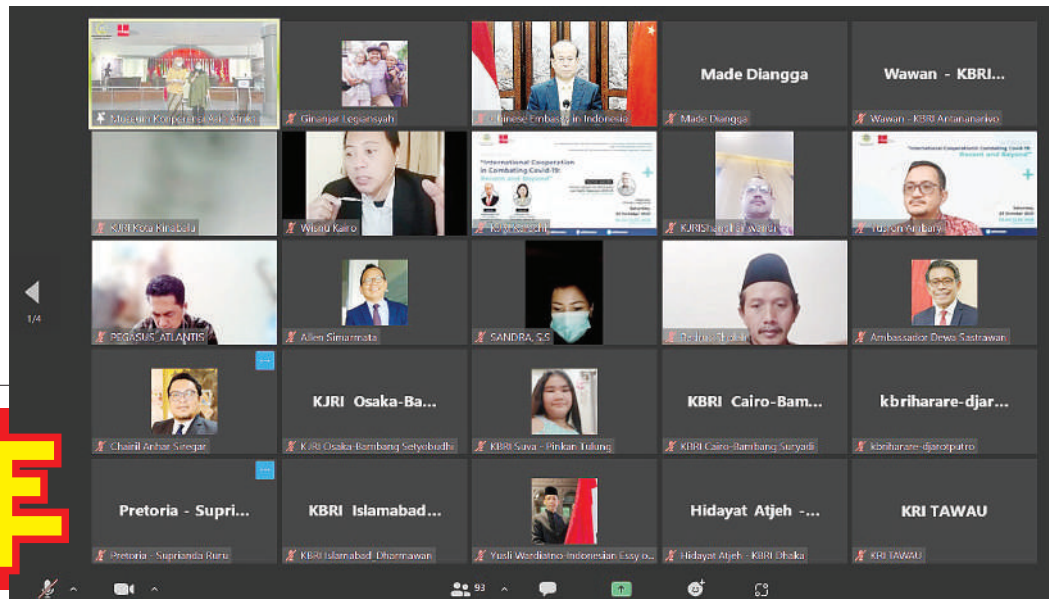 Museum Konperensi Asia Afrika
Ginanjar Legiansyah
Chinese Embassy in Indonesia
Made Diangga
Made Diangga
Wawan - KBRI...
Wawan - KBRI Antananarivo
KJRI Kota Kinabalu
Wisnu Kairo
"International Cooperation
in Combating Covid-19:
Recent and Beyond"
Saturday,
"International Cooperation in Combating Covid-19:
Recent and Beyond"
Saturday,
Yusron Ambary
1/4
PEGASUS_ATLANTIS
Allen Simarmata
SANDRA, S.S
Ambassador Dewa Sastrawan
Chairil Anhar Siregar
KJRI Osaka-Ba...
KJRI Osaka-Bambang Setyobudhi
KBRI Suva - Pinkan Tulung
KBRI Cairo-Bam...
KBRI Cairo-Bambang Suryadi
kbriharare-djar...
kbriharare-djarotputro
Pretoria - Supri...
Pretoria - Suprianda Ruru
KBRI Islamabad...
KBRI Islamabad_Dharmawan
Yusli Wardiatno-Indonesian Essy o...
Hidayat Atjeh -...
Hidayat Atjeh - KBRI Dhaka
KRI TAWAU
KRI TAWAU
93